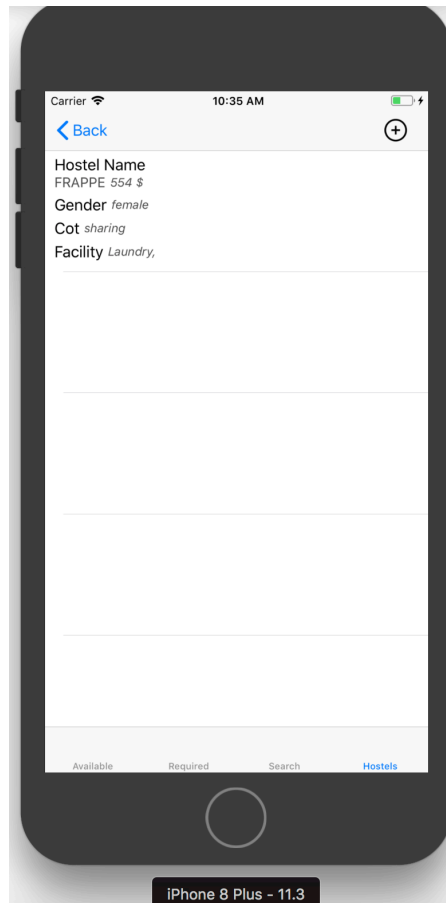 Carrier 10:35 AM
Back
Hostel Name
FRAPPE 554 $
Gender female
Cot sharing
Facility Laundry,
Available Required Search Hostels
iPhone 8 Plus - 11.3